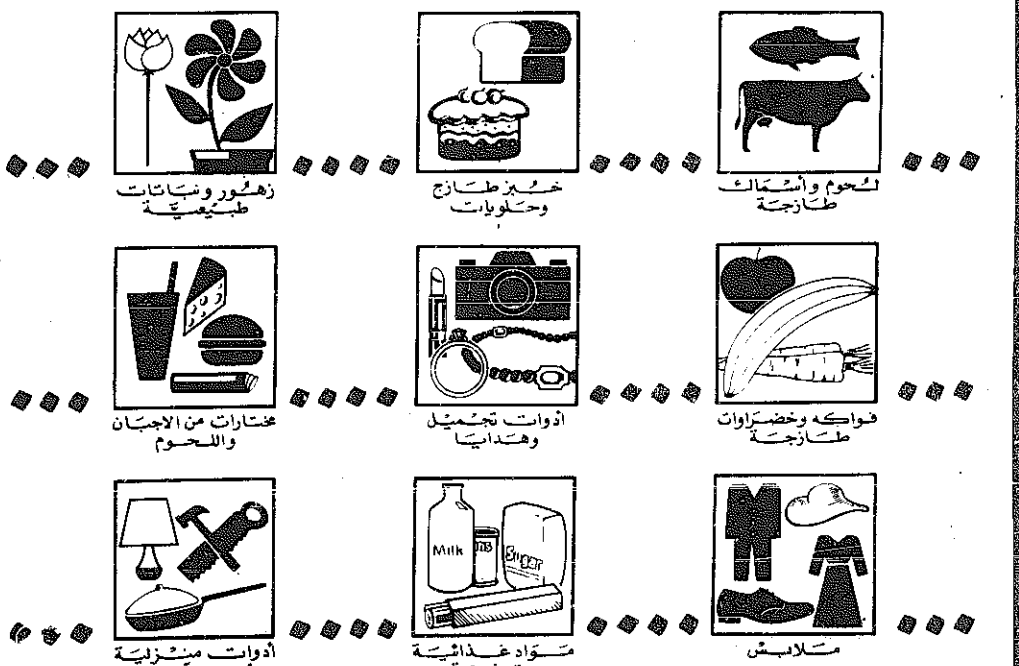 لحوم وأسماك
طازجة
خبز طازج
وحلويات
زهور ونباتات
طبيعية
فواكه وخضراوات
طازجة
أدوات تجميل
وهدايا
مختارات من الاجبان
واللحوم
ملابس
Milk
Sugar
مواد غذائية
أدوات منزلية